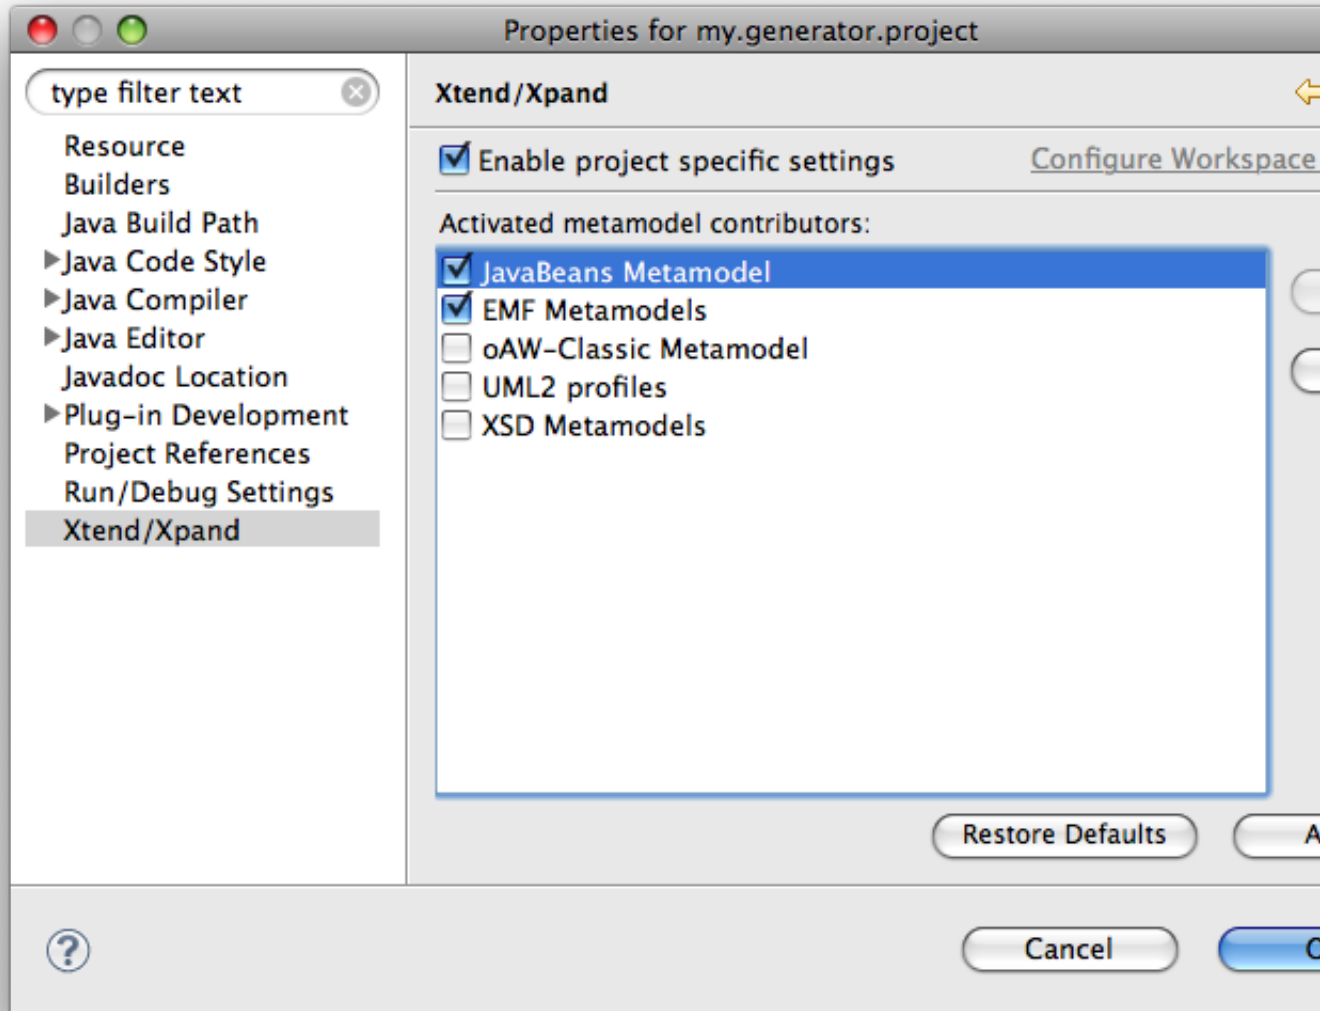 Properties for my.generator.project
type filter text
Resource
Builders
Java Build Path
Java Code Style
Java Compiler
Java Editor
Javadoc Location
Plug-in Development
Project References
Run/Debug Settings
Xtend/Xpand
Xtend/Xpand
Enable project specific settings
Configure Workspace
Activated metamodel contributors:
JavaBeans Metamodel
EMF Metamodels
oAW-Classic Metamodel
UML2 profiles
XSD Metamodels
Restore Defaults
A
?
Cancel